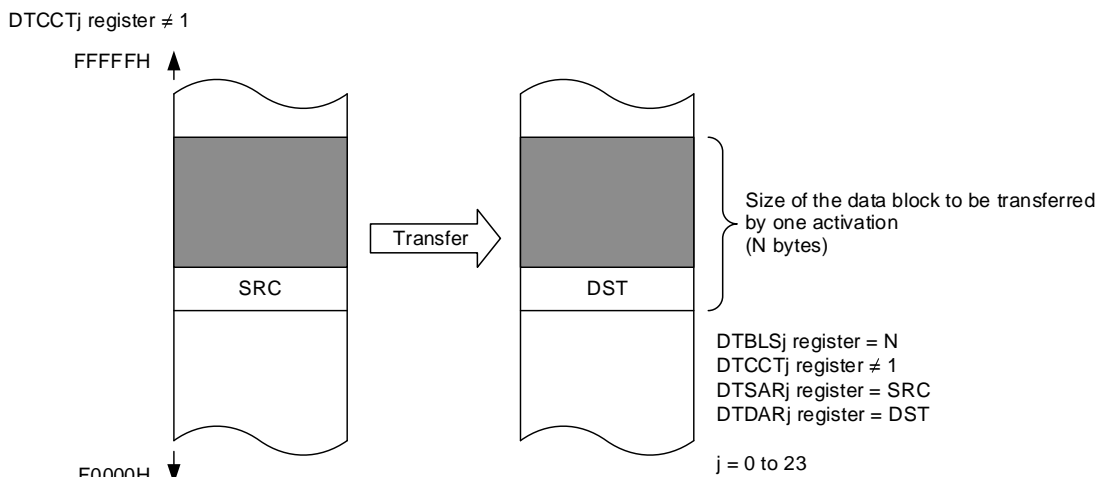 DTCCTj register ≠ 1
FFFFFH
Transfer
SRC
DST
Size of the data block to be transferred
by one activation
(N bytes)
DTBLSj register = N
DTCCTj register ≠ 1
DTSARj register = SRC
DTDARj register = DST
j = 0 to 23
F0000H